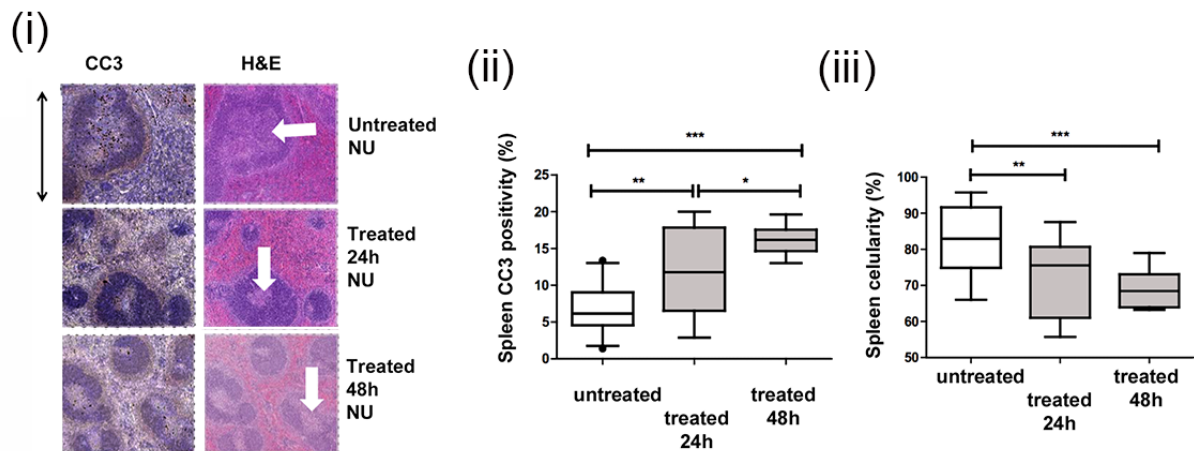 (i)
CC3
H&E
Untreated
NU
Treated
24h
NU
Treated
48h
NU
(ii)
Spleen CC3 positivity (%)
25
20
15
10
5
0
***
**
*
untreated
treated
24h
treated
48h
(iii)
Spleen celularity (%)
100
90
80
70
60
50
***
**
untreated
treated
24h
treated
48h